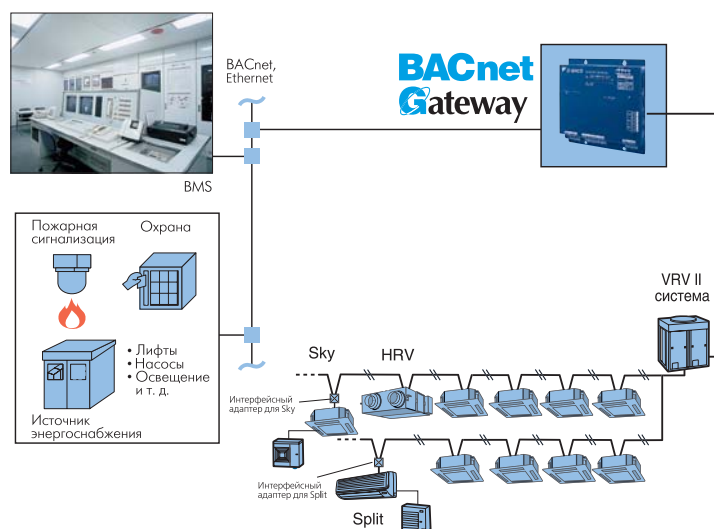 BACnet,
Ethernet
BACnet
Gateway
BMS
Пожарная
сигнализация
Охрана
• Лифты
• Насосы
• Освещение
и т. д.
Источник
энергоснабжения
VRV II
система
Sky
HRV
Интерфейсный
адаптер для Sky
Интерфейсный
адаптер для Split
Split